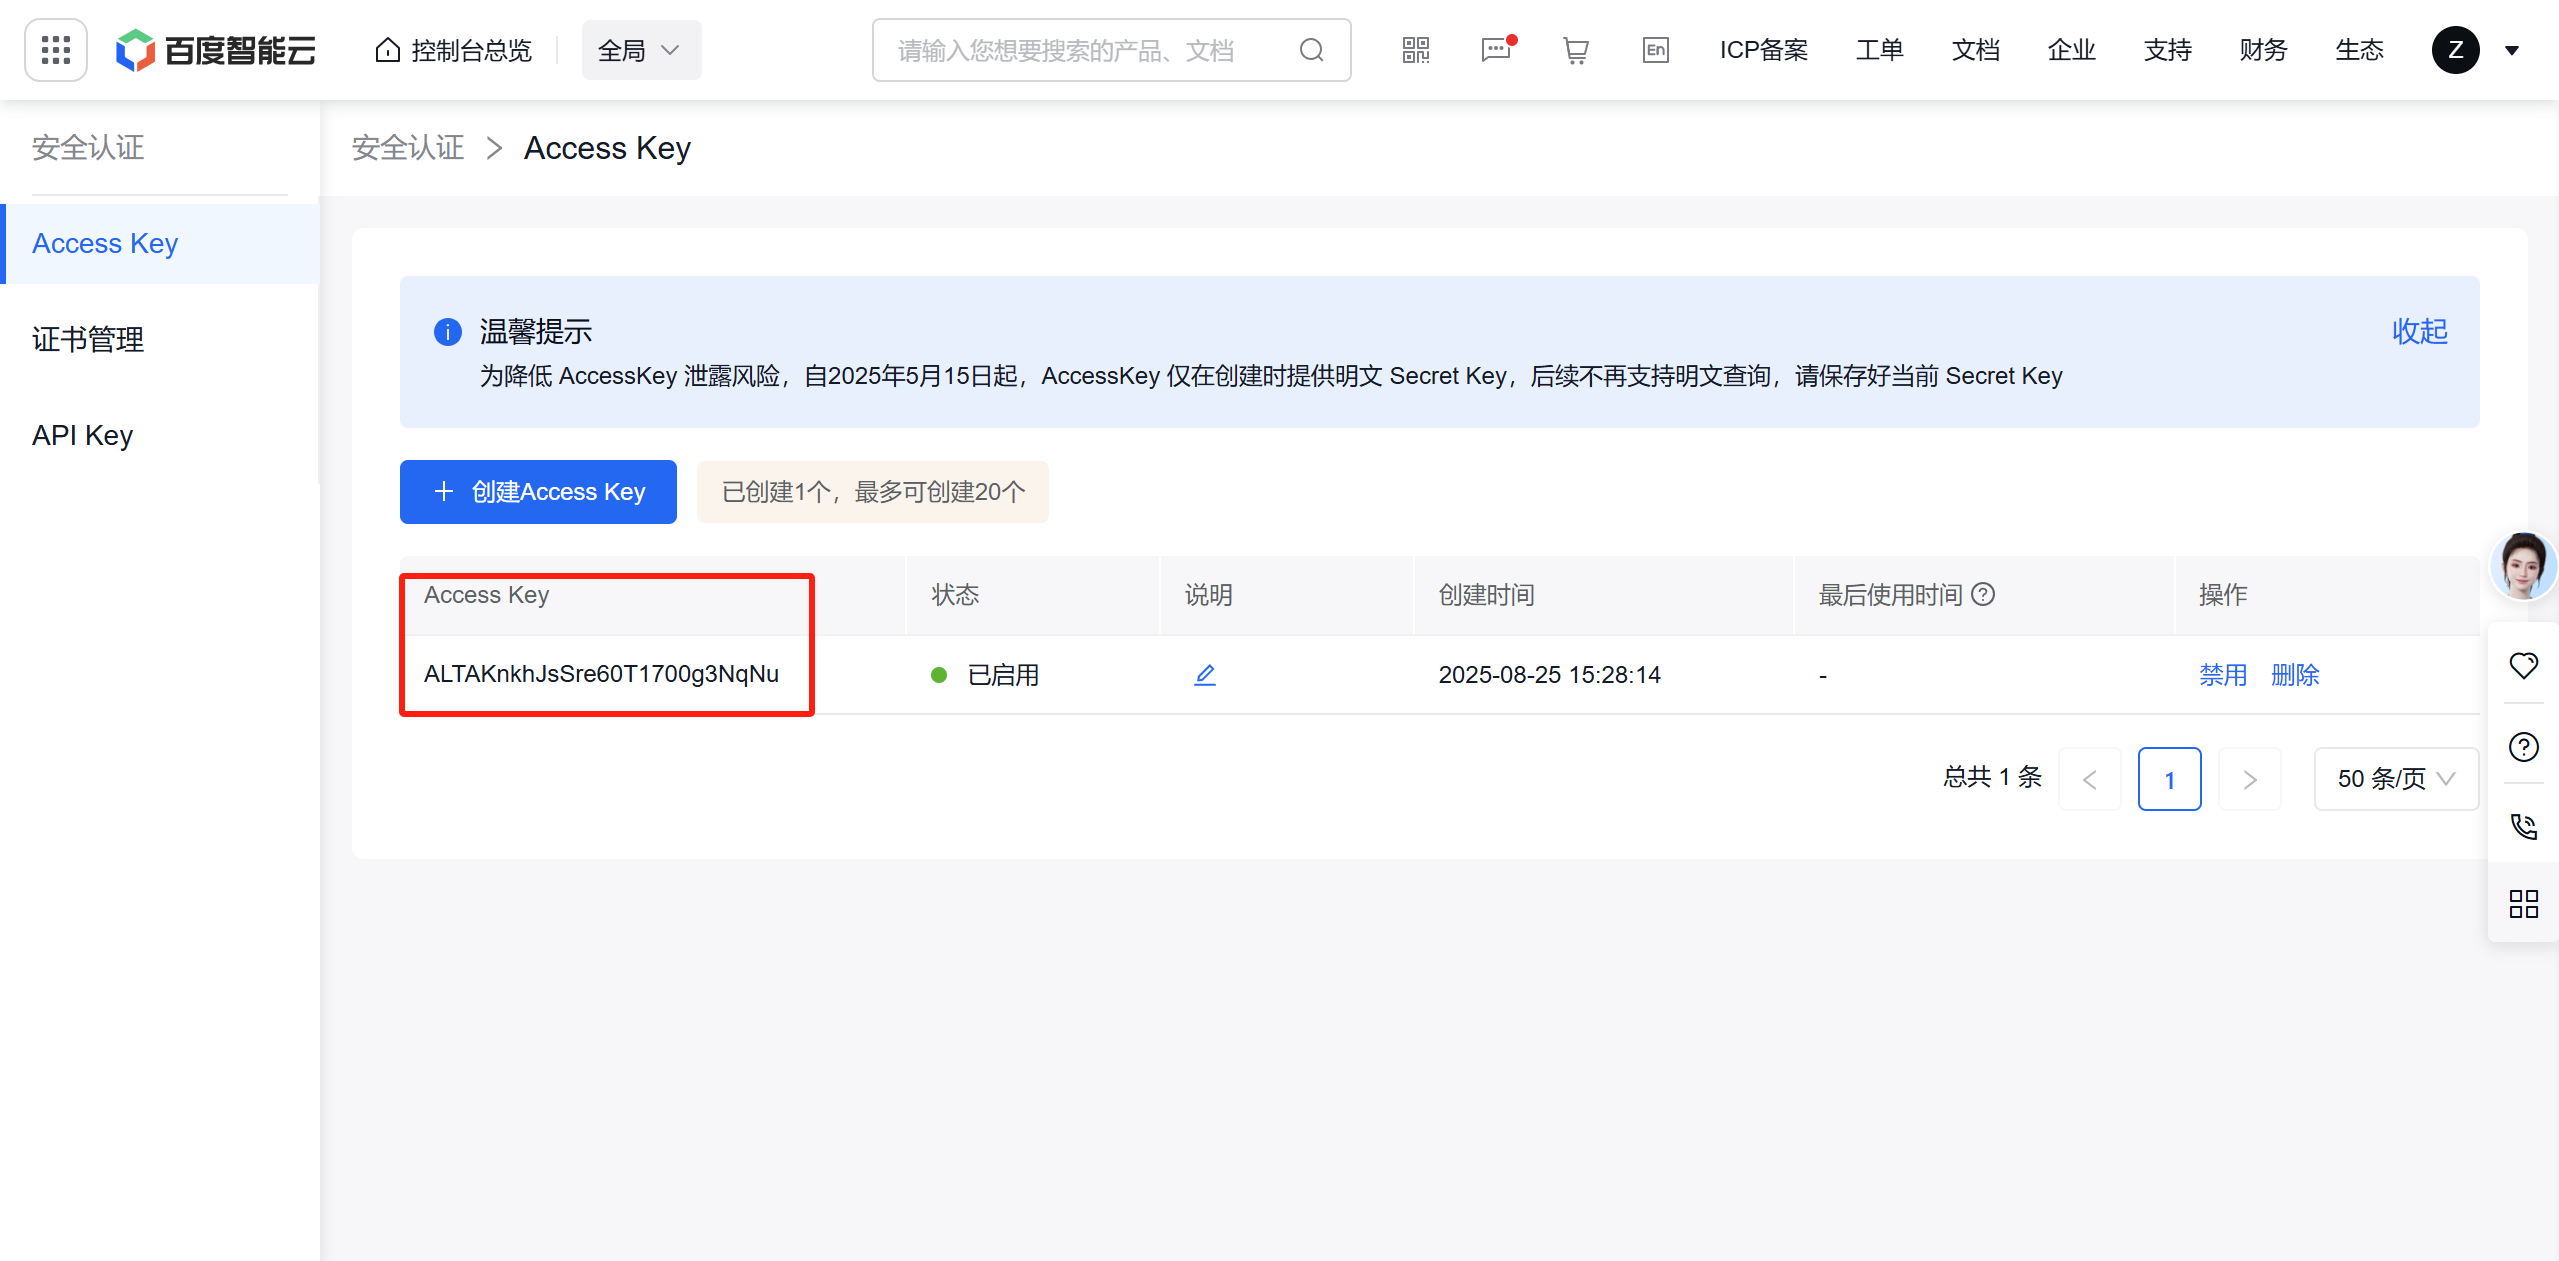 百度智能云
控制台总览
全局
请输入您想要搜索的产品、文档
En
ICP备案
工单
文档
企业
支持
财务
生态
Z
安全认证
Access Key
证书管理
API Key
安全认证 > Access Key
温馨提示
收起
为降低 AccessKey 泄露风险，自2025年5月15日起，AccessKey 仅在创建时提供明文 Secret Key，后续不再支持明文查询，请保存好当前 Secret Key
+ 创建Access Key
已创建1个，最多可创建20个
Access Key 状态 说明 创建时间 最后使用时间 操作
ALTAKnkhJsSre60T1700g3NqNu 已启用 2025-08-25 15:28:14 - 禁用 删除
总共 1 条 < 1 > 50 条/页